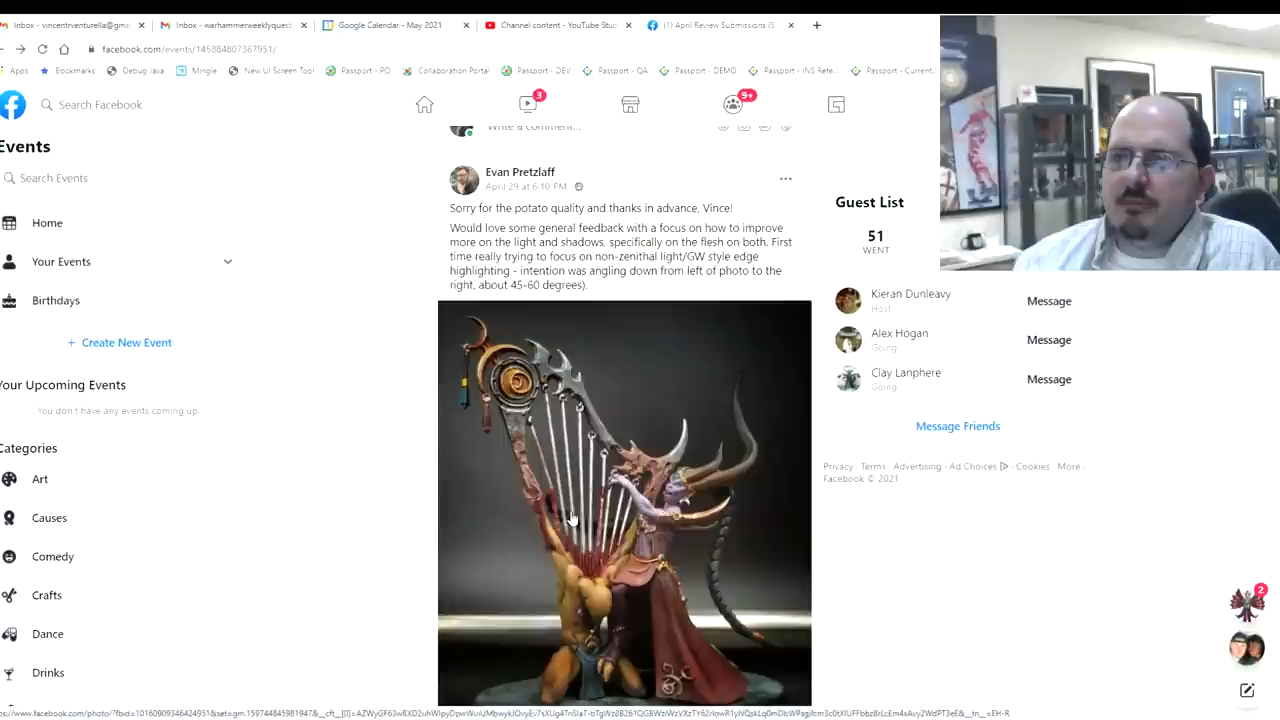 Inbox - vincentrventurella@gma
Inbox - warhammerweeklyquest
Google Calendar - May 2021
Channel content - YouTube Stu
(1) April Review Submissions (S
facebook.com/events/145884807367951/
Apps
Bookmarks
Debug Java
Mingle
New UI Screen Tool
Passport - PO
Collaboration Portal
Passport - DEV
Passport - QA
Passport - DEMO
Passport - INS Rete...
Passport - Current...
Search Facebook
3
9+
Write a comment...
Events
Search Events
Home
Your Events
Birthdays
+ Create New Event
Your Upcoming Events
You don't have any events coming up.
Categories
Art
Causes
Comedy
Crafts
Dance
Drinks
Evan Pretzlaff
April 29 at 6:10 PM
Sorry for the potato quality and thanks in advance, Vince!
Would love some general feedback with a focus on how to improve
more on the light and shadows, specifically on the flesh on both. First
time really trying to focus on non-zenithal light/GW style edge
highlighting - intention was angling down from left of photo to the
right, about 45-60 degrees).
Guest List
51
WENT
Kieran Dunleavy
Host
Message
Alex Hogan
Going
Message
Clay Lanphere
Going
Message
Message Friends
Privacy · Terms · Advertising · Ad Choices · Cookies · More ·
Facebook © 2021
2